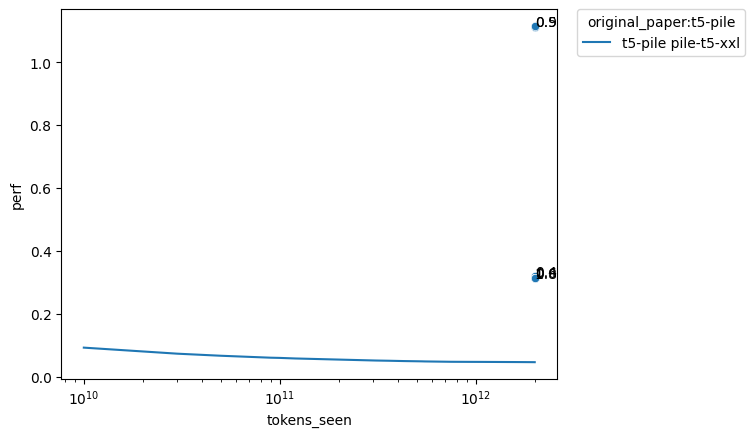 original_paper:t5-pile
t5-pile pile-t5-xxl
perf
1.0
0.8
0.6
0.4
0.2
0.0
10^10
10^11
10^12
tokens_seen